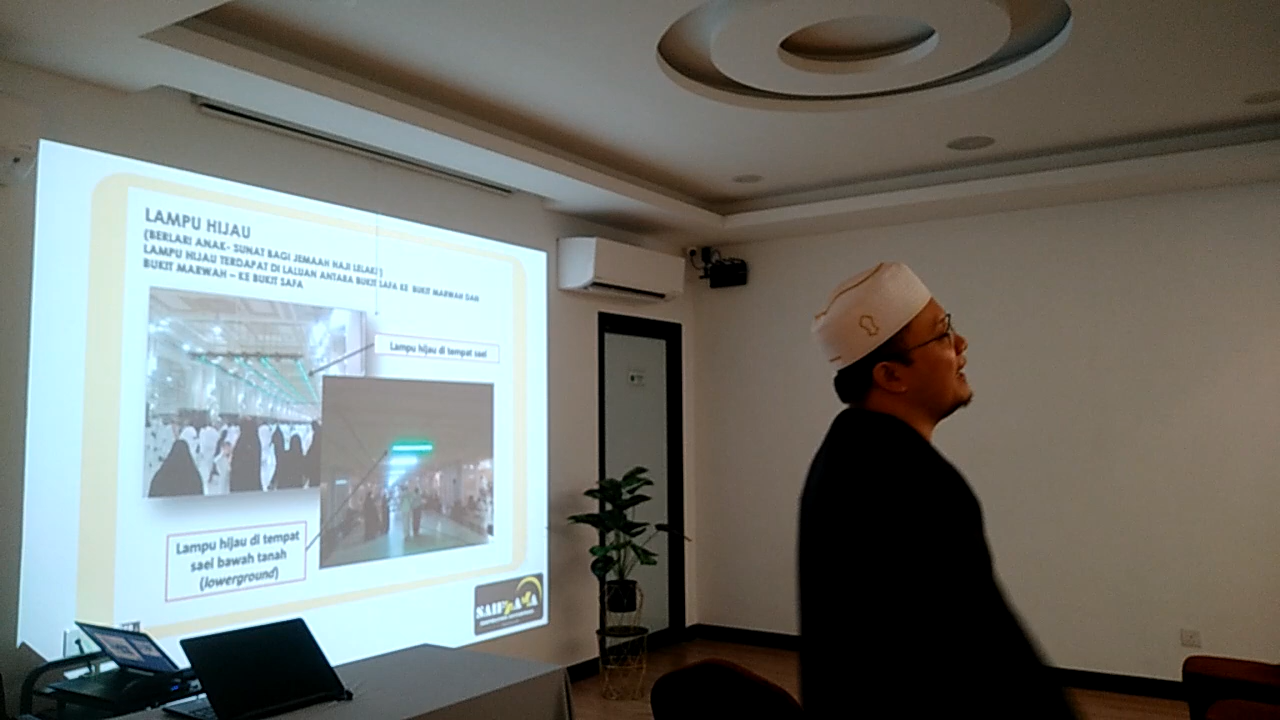 LAMPU HIJAU
(BERLARI ANAK- SUNAT BAGI JEMAAH HAJI LELAKI)
LAMPU HIJAU TERDAPAT DI LALUAN ANTARA BUKIT SAFA KE BUKIT MARWAH DAN
BUKIT MARWAH – KE BUKIT SAFA
Lampu hijau di tempat saei
Lampu hijau di tempat
saei bawah tanah
(lowerground)